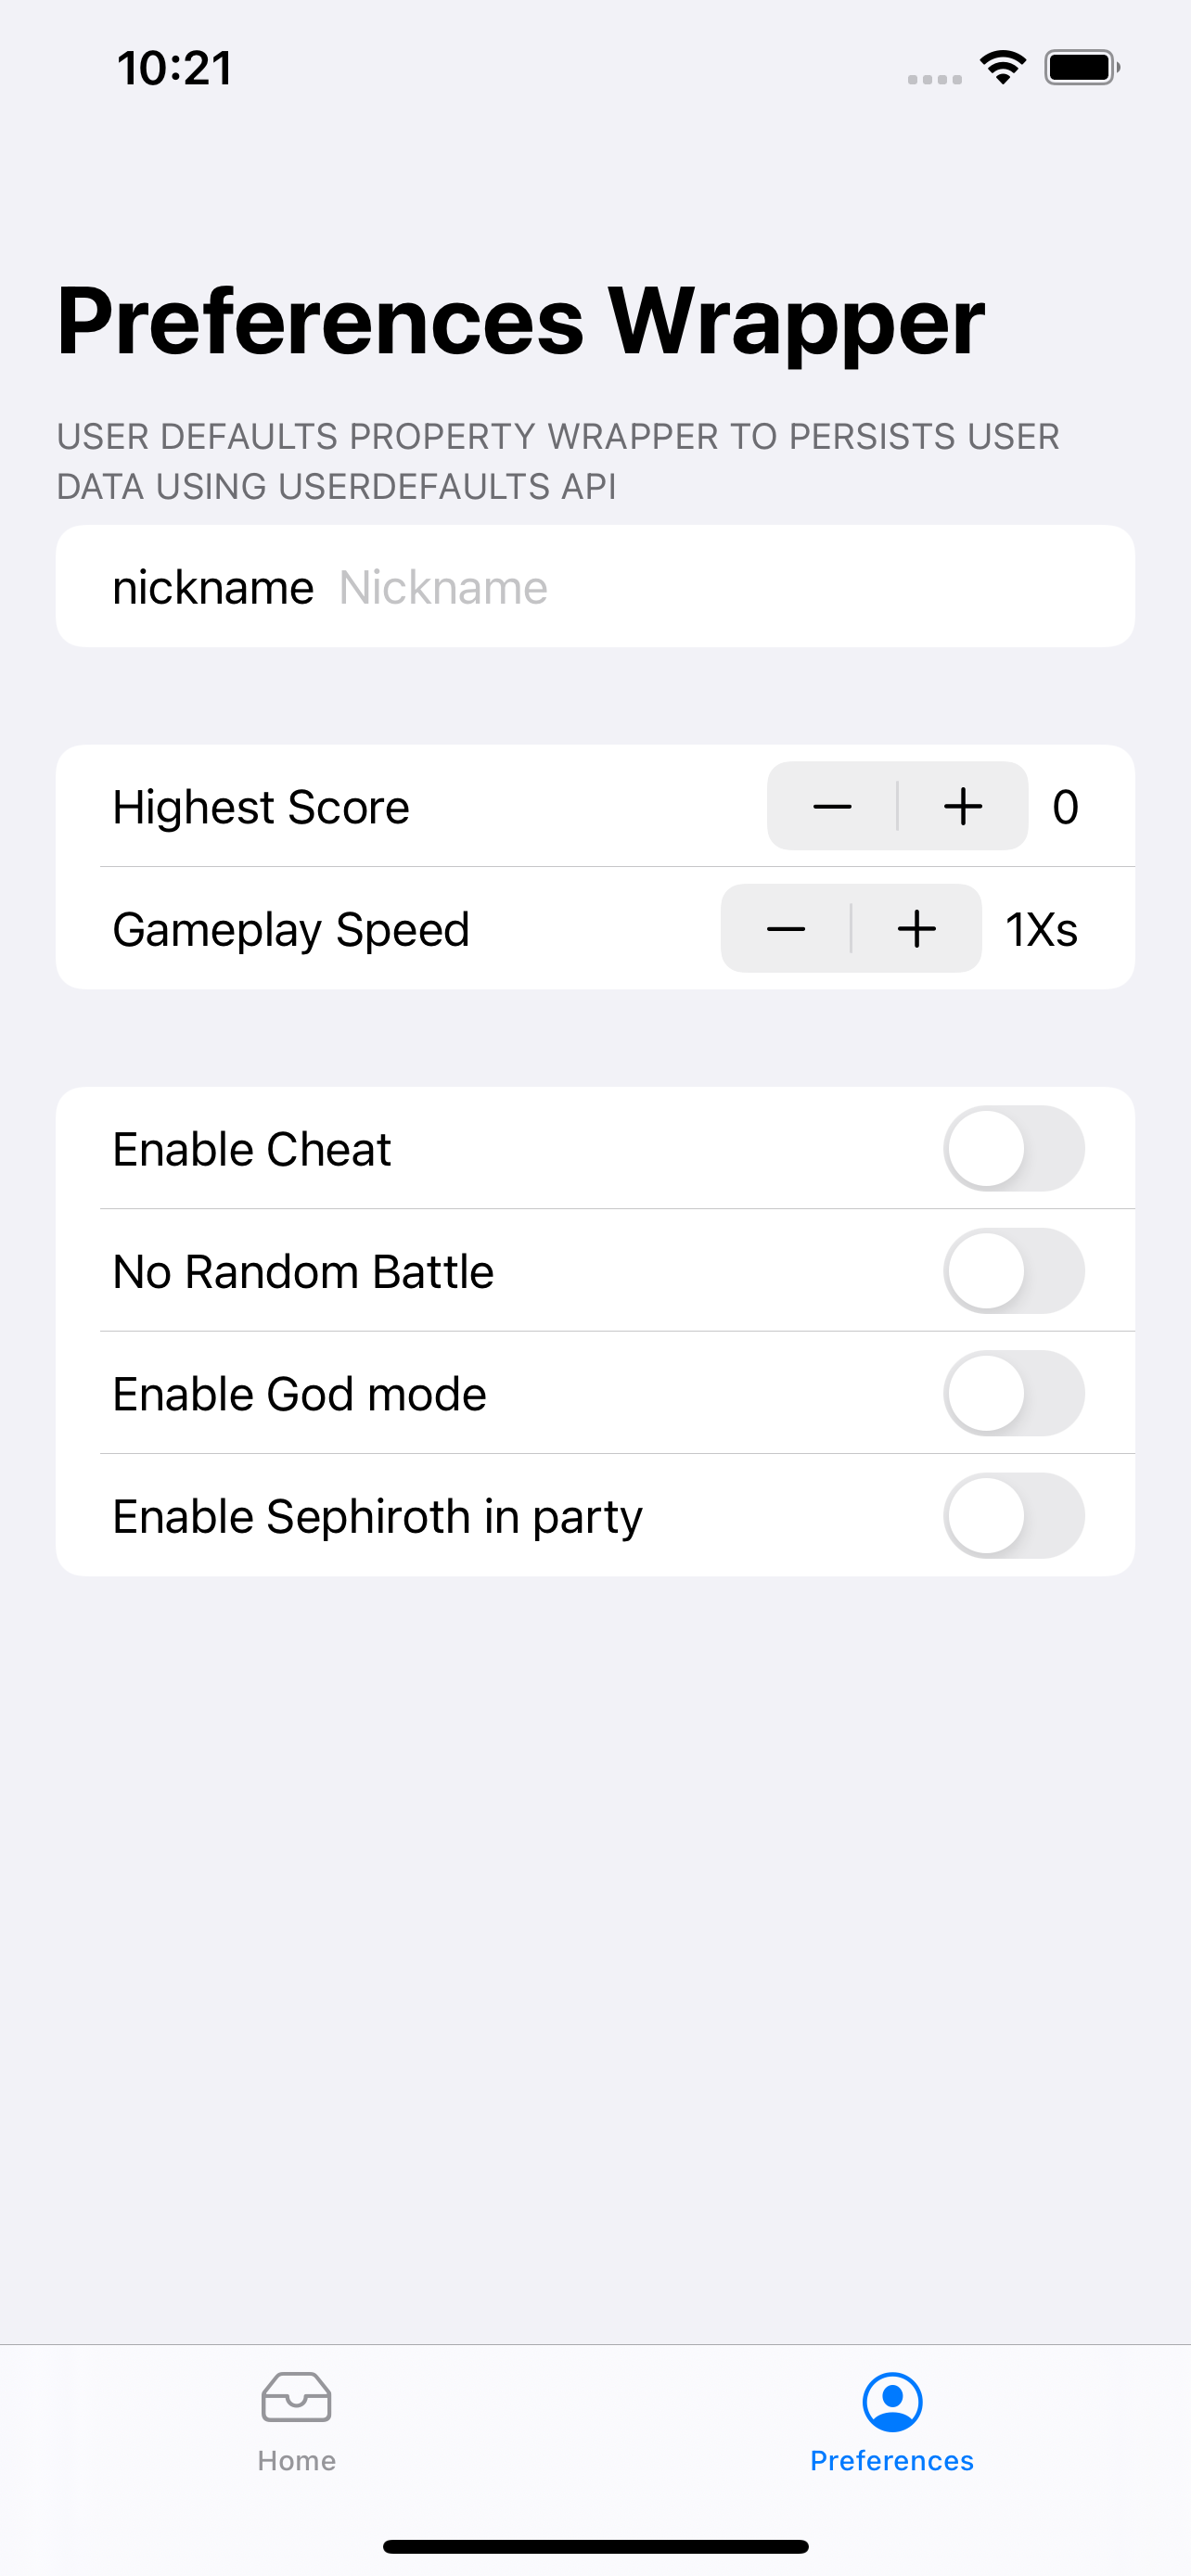 10:21
Preferences Wrapper
USER DEFAULTS PROPERTY WRAPPER TO PERSISTS USER
DATA USING USERDEFAULTS API
nickname Nickname
Highest Score 0
Gameplay Speed 1Xs
Enable Cheat
No Random Battle
Enable God mode
Enable Sephiroth in party
Home Preferences